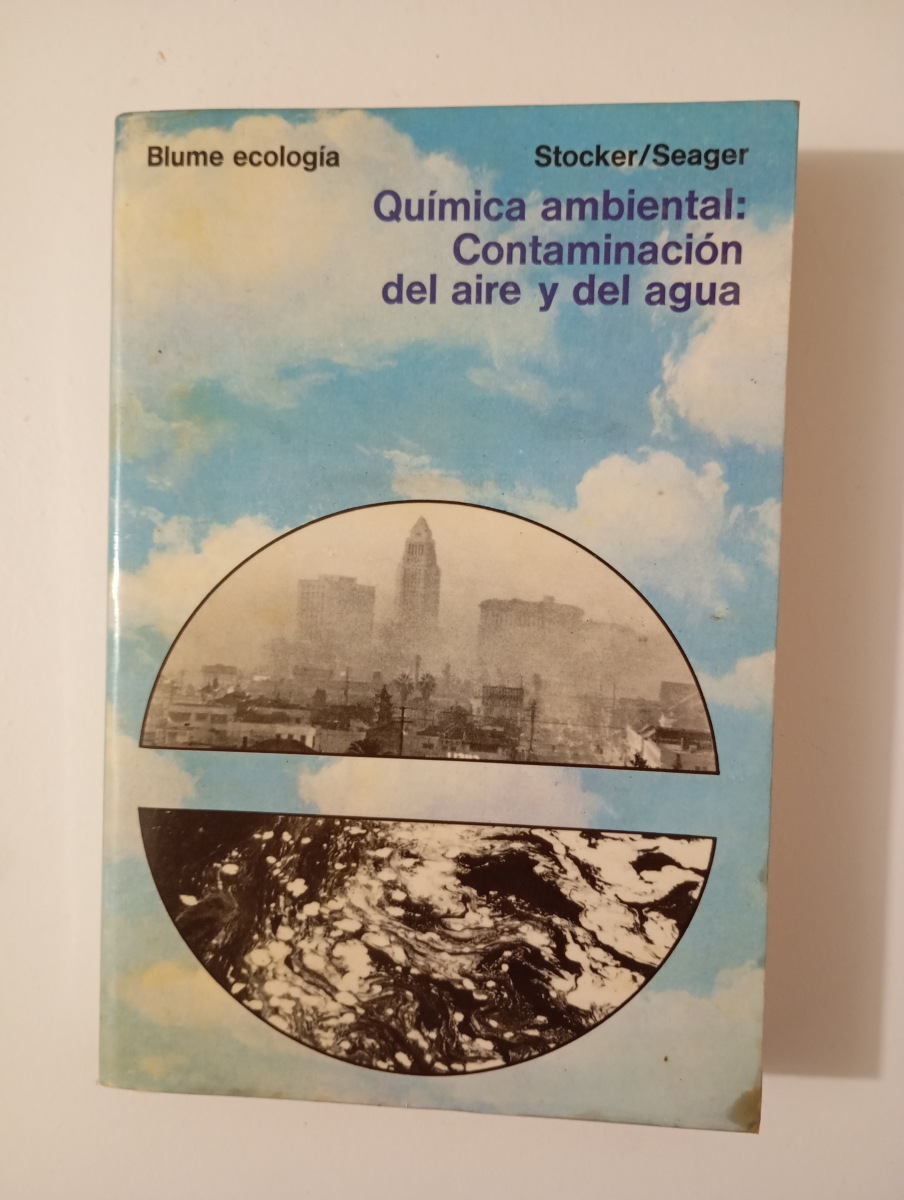 Blume ecología
Stocker/Seager
Química ambiental:
Contaminación
del aire y del agua